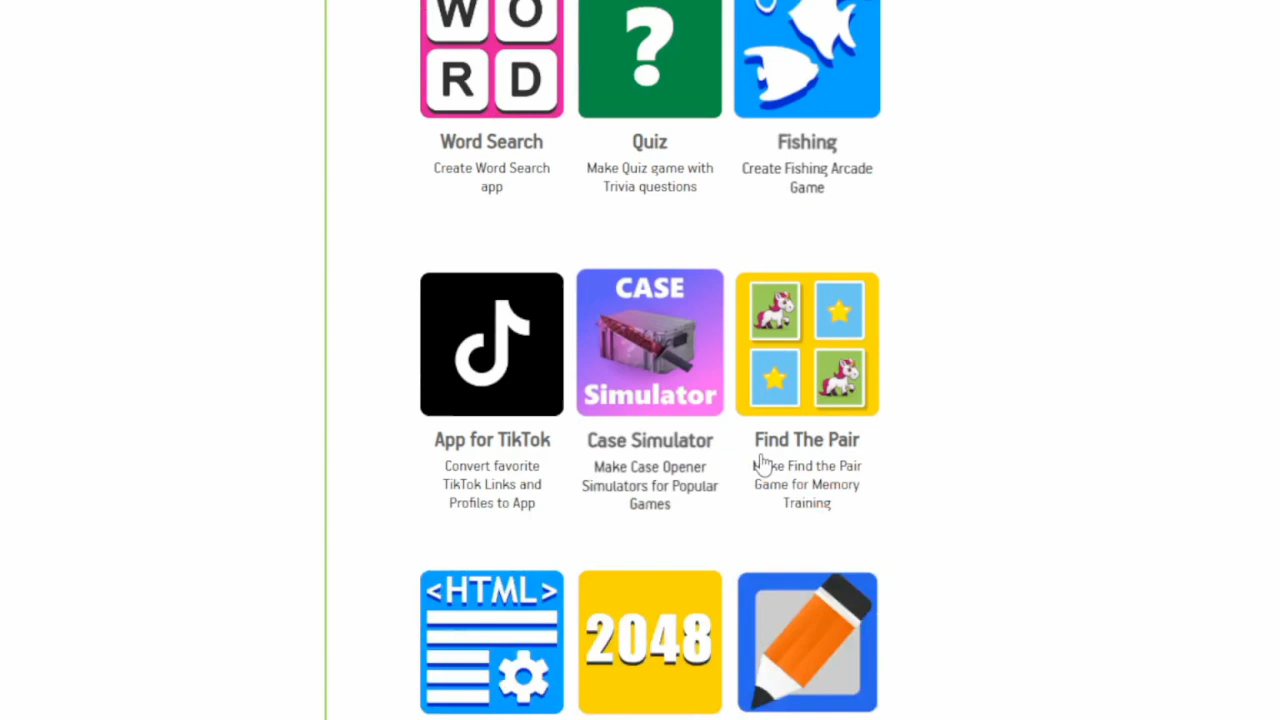 W O
R D
?
Word Search
Create Word Search
app
Quiz
Make Quiz game with
Trivia questions
Fishing
Create Fishing Arcade
Game
CASE
Simulator
App for TikTok
Convert favorite
TikTok Links and
Profiles to App
Case Simulator
Make Case Opener
Simulators for Popular
Games
Find The Pair
Make Find the Pair
Game for Memory
Training
<HTML>
2048